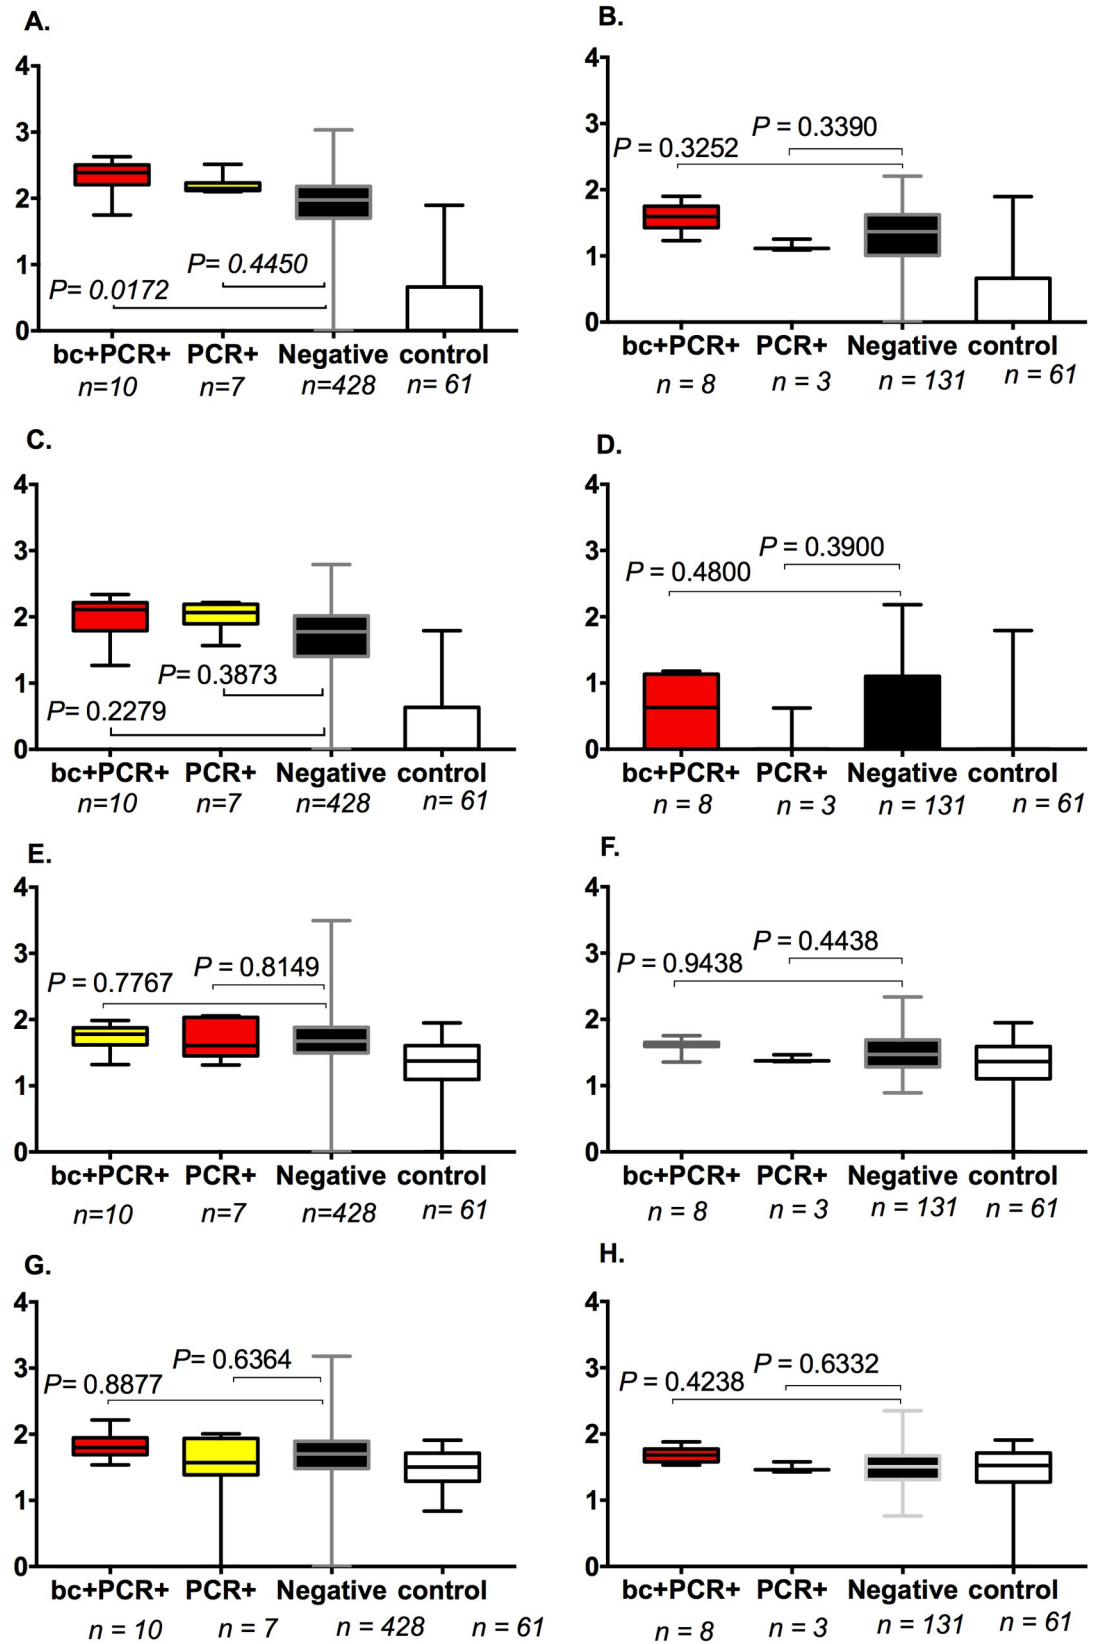 A.
4
3
2
1
0
P= 0.4450
P= 0.0172
bc+PCR+ PCR+ Negative control
n=10 n=7 n=428 n= 61
B.
4
3
2
1
0
P = 0.3390
P = 0.3252
bc+PCR+ PCR+ Negative control
n = 8 n = 3 n = 131 n = 61
C.
4
3
2
1
0
P= 0.3873
P= 0.2279
bc+PCR+ PCR+ Negative control
n=10 n=7 n=428 n= 61
D.
4
3
2
1
0
P = 0.3900
P = 0.4800
bc+PCR+ PCR+ Negative control
n = 8 n = 3 n = 131 n = 61
E.
4
3
2
1
0
P = 0.8149
P = 0.7767
bc+PCR+ PCR+ Negative control
n=10 n=7 n=428 n= 61
F.
4
3
2
1
0
P = 0.4438
P = 0.9438
bc+PCR+ PCR+ Negative control
n = 8 n = 3 n = 131 n = 61
G.
4
3
2
1
0
P= 0.6364
P= 0.8877
bc+PCR+ PCR+ Negative control
n = 10 n = 7 n = 428 n = 61
H.
4
3
2
1
0
P = 0.6332
P = 0.4238
bc+PCR+ PCR+ Negative control
n = 8 n = 3 n = 131 n = 61